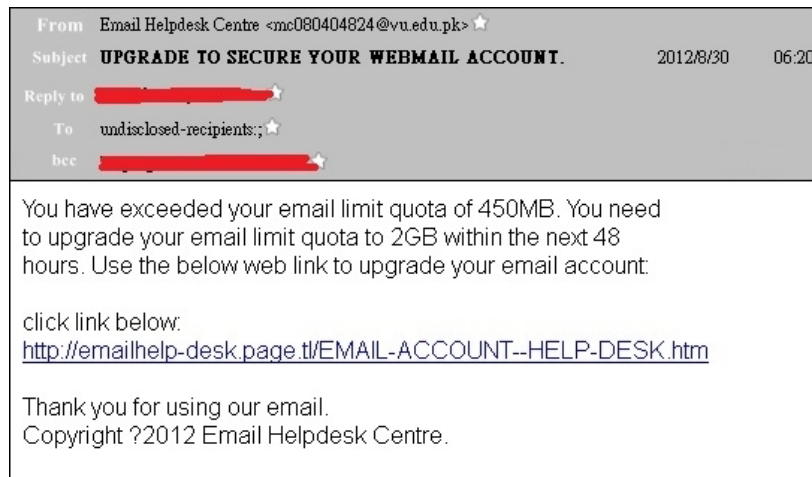 From Email Helpdesk Centre <mc080404824@vu.edu.pk>
Subject UPGRADE TO SECURE YOUR WEBMAIL ACCOUNT. 2012/8/30 06:20
Reply to
To undisclosed-recipients:;
bcc
You have exceeded your email limit quota of 450MB. You need
to upgrade your email limit quota to 2GB within the next 48
hours. Use the below web link to upgrade your email account:
click link below:
http://emailhelp-desk.page.tl/EMAIL-ACCOUNT--HELP-DESK.htm
Thank you for using our email.
Copyright ?2012 Email Helpdesk Centre.